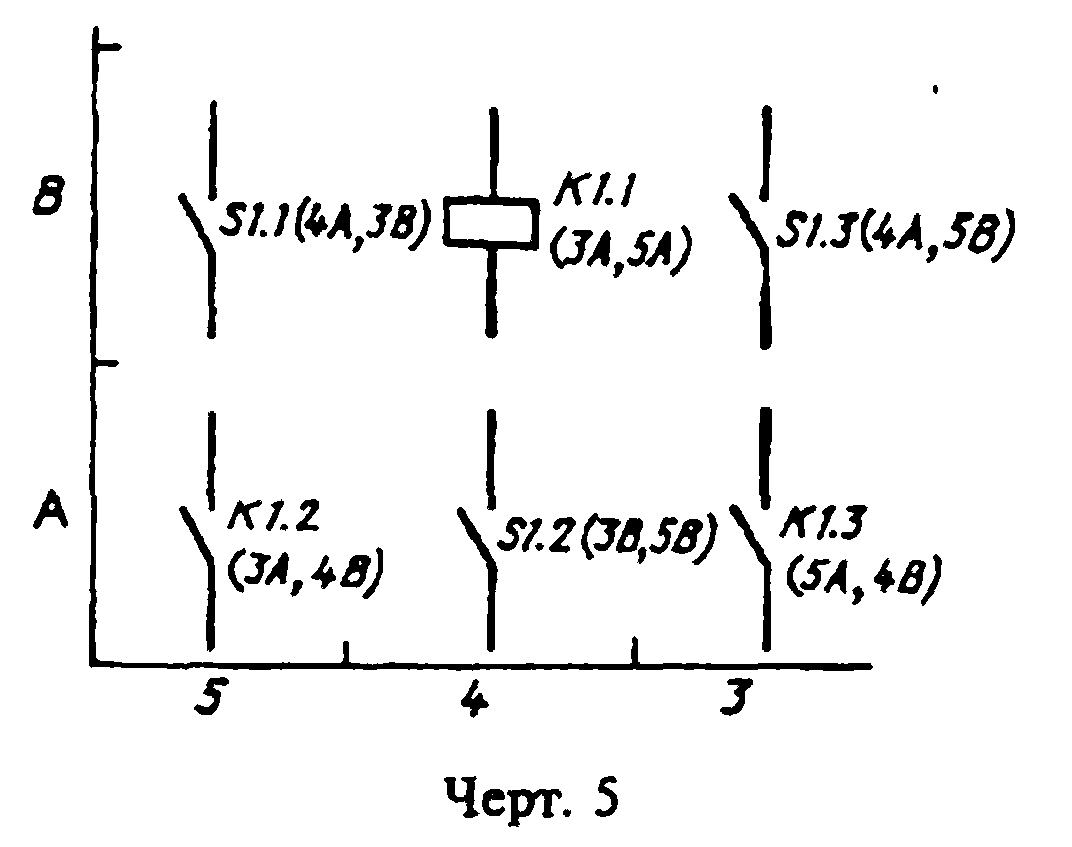 B
S1.1(4A,3B)
K1.1
(3A,5A)
S1.3(4A,5B)
A
K1.2
(3A,4B)
S1.2(3B,5B)
K1.3
(5A,4B)
5 4 3
Черт. 5